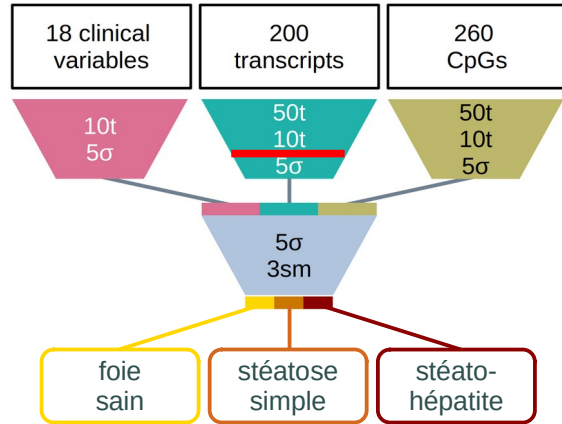 18 clinical
variables
200
transcripts
260
CpGs
10t
5σ
50t
10t
5σ
50t
10t
5σ
5σ
3sm
foie
sain
stéatose
simple
stéato-
hépatite